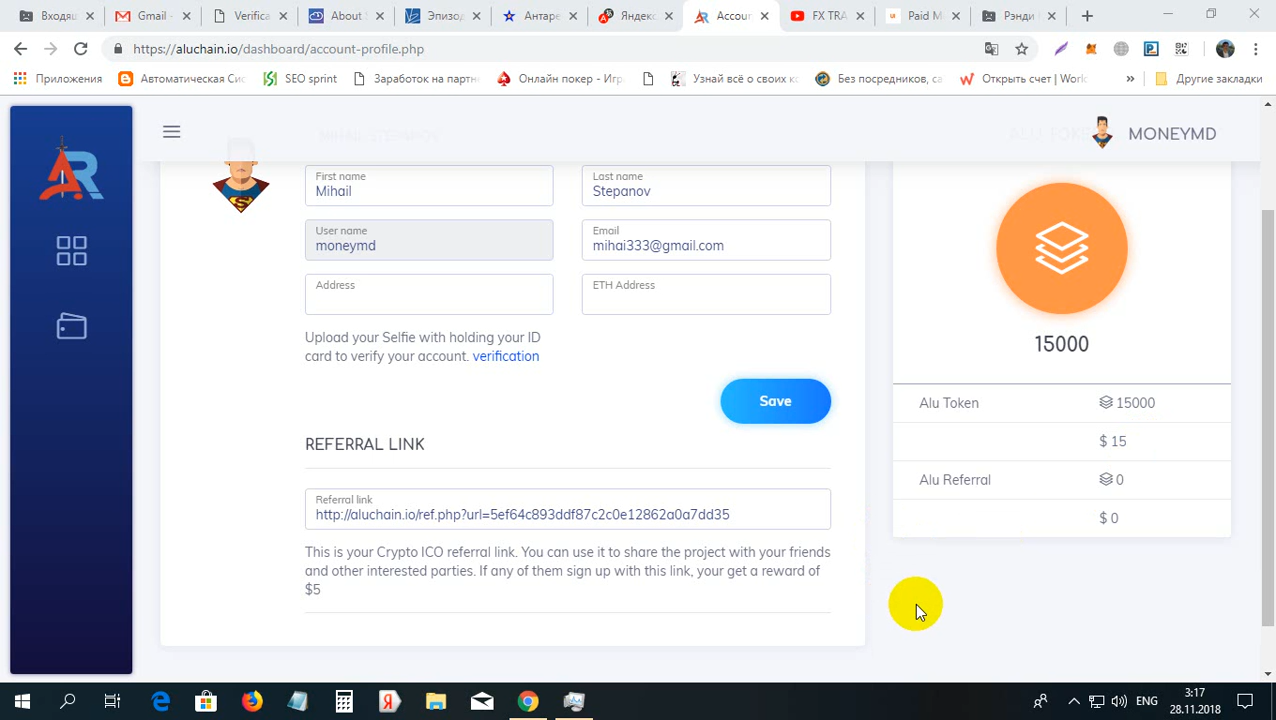 Входящ
Gmail -
Verifica
About
Эпизод
Антаре
Яндекс
Accou
FX TRA
Paid M
Рэнди
https://aluchain.io/dashboard/account-profile.php
Приложения
Автоматическая Сис
SEO sprint
Заработок на партн
Онлайн покер - Игр
Узнай всё о своих к
Без посредников, са
Открыть счет | Worl
»
Другие закладки
ALU TOKE
MONEYMD
First name
Mihail
Last name
Stepanov
User name
moneymd
Email
mihai333@gmail.com
Address
ETH Address
Upload your Selfie with holding your ID
card to verify your account. verification
Save
REFERRAL LINK
Referral link
http://aluchain.io/ref.php?url=5ef64c893ddf87c2c0e12862a0a7dd35
This is your Crypto ICO referral link. You can use it to share the project with your friends
and other interested parties. If any of them sign up with this link, your get a reward of
$5
15000
Alu Token 15000
$ 15
Alu Referral 0
$ 0
ENG
3:17
28.11.2018